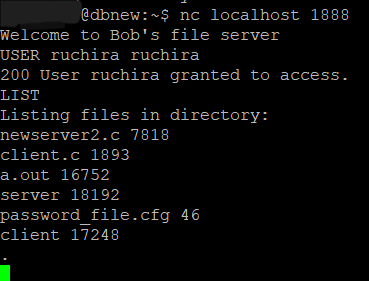 @dbnew:~$ nc localhost 1888
Welcome to Bob's file server
USER ruchira ruchira
200 User ruchira granted to access.
LIST
Listing files in directory:
newserver2.c 7818
client.c 1893
a.out 16752
server 18192
password_file.cfg 46
client 17248
.